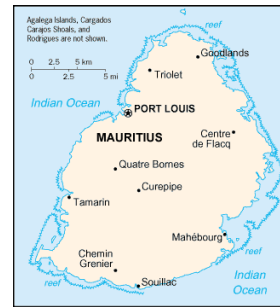 Agalega Islands, Cargados
Carajos Shoals, and
Rodrigues are not shown.
0 2.5 5 km
0 2.5 5 mi
reef
Goodlands
Triolet
Indian Ocean
PORT LOUIS
MAURITIUS
Centre
de Flacq
Quatre Bornes
Curepipe
Tamarin
Mahébourg
Chemin
Grenier
reef
reef
Souillac
Indian
Ocean